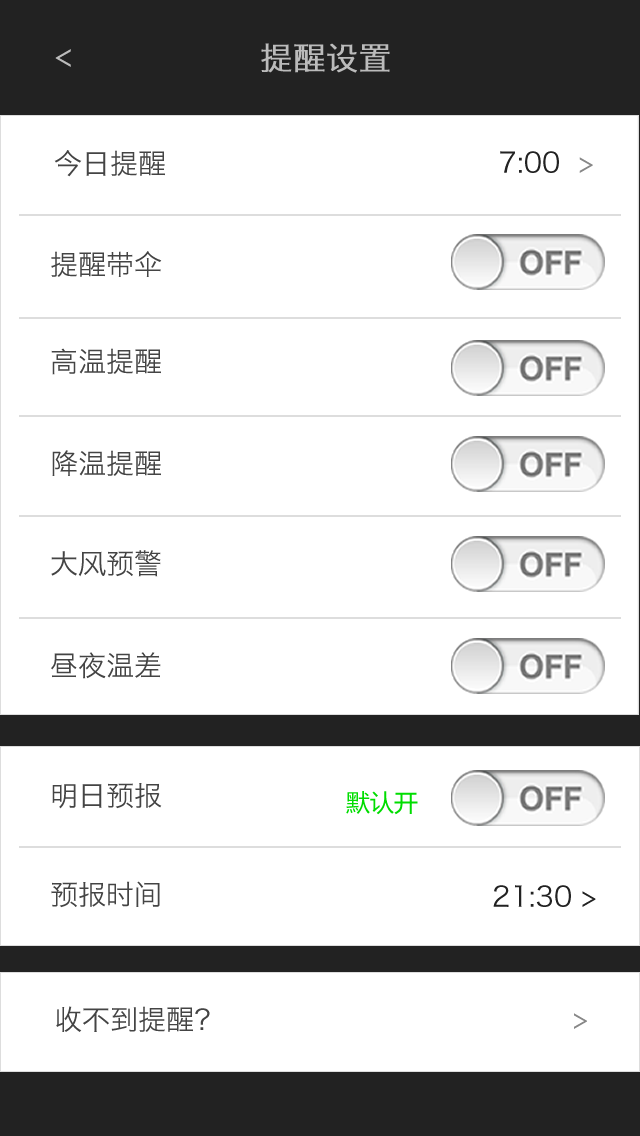 < 提醒设置
今日提醒 7:00 >
提醒带伞 OFF
高温提醒 OFF
降温提醒 OFF
大风预警 OFF
昼夜温差 OFF
明日预报 默认开 OFF
预报时间 21:30 >
收不到提醒? >